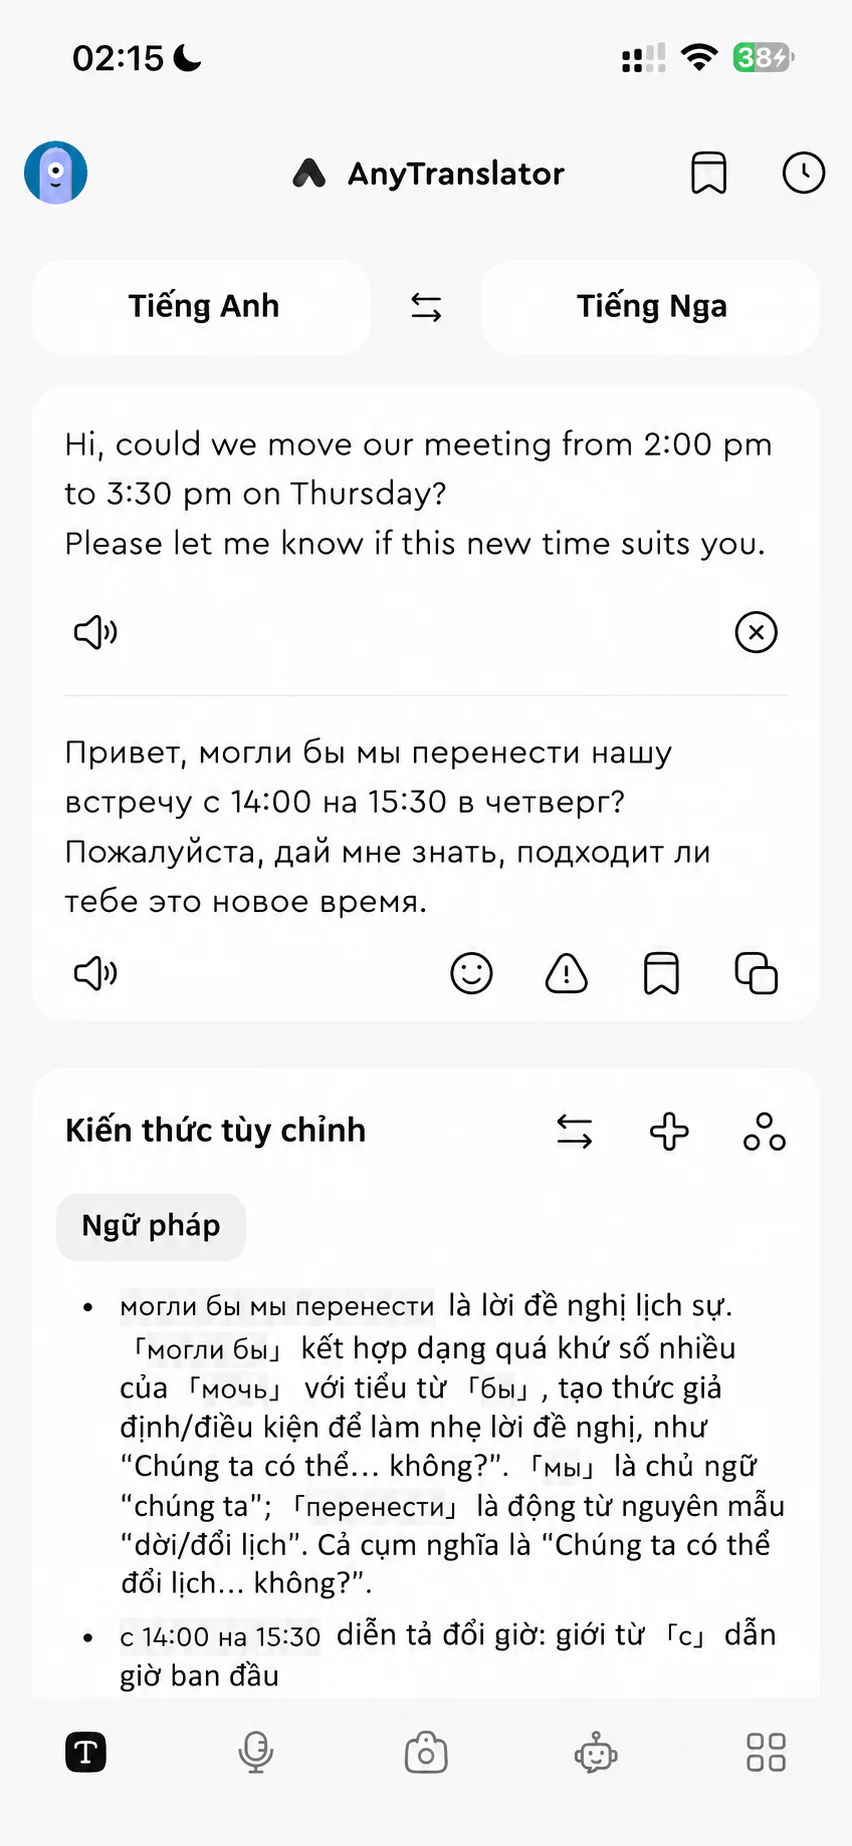 02:15
38
AnyTranslator
Tiếng Anh
Tiếng Nga
Hi, could we move our meeting from 2:00 pm
to 3:30 pm on Thursday?
Please let me know if this new time suits you.
Привет, могли бы мы перенести нашу
встречу с 14:00 на 15:30 в четверг?
Пожалуйста, дай мне знать, подходит ли
тебе это новое время.
Kiến thức tùy chỉnh
Ngữ pháp
• могли бы мы перенести là lời đề nghị lịch sự.
「могли бы」 kết hợp dạng quá khứ số nhiều
của 「мочь」 với tiểu từ 「бы」, tạo thức giả
định/điều kiện để làm nhẹ lời đề nghị, như
“Chúng ta có thể... không?”. 「мы」 là chủ ngữ
“chúng ta”; 「перенести」 là động từ nguyên mẫu
“dời/đổi lịch”. Cả cụm nghĩa là “Chúng ta có thể
đổi lịch... không?”.
• с 14:00 на 15:30 diễn tả đổi giờ: giới từ 「с」 dẫn
giờ ban đầu